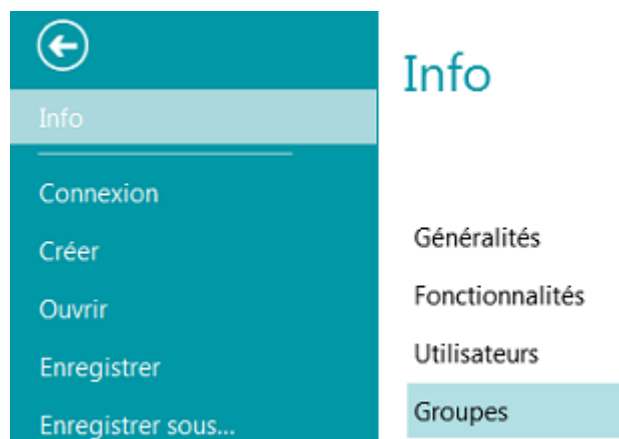 Info
Connexion
Créer
Ouvrir
Enregistrer
Enregistrer sous...
Info
Généralités
Fonctionnalités
Utilisateurs
Groupes